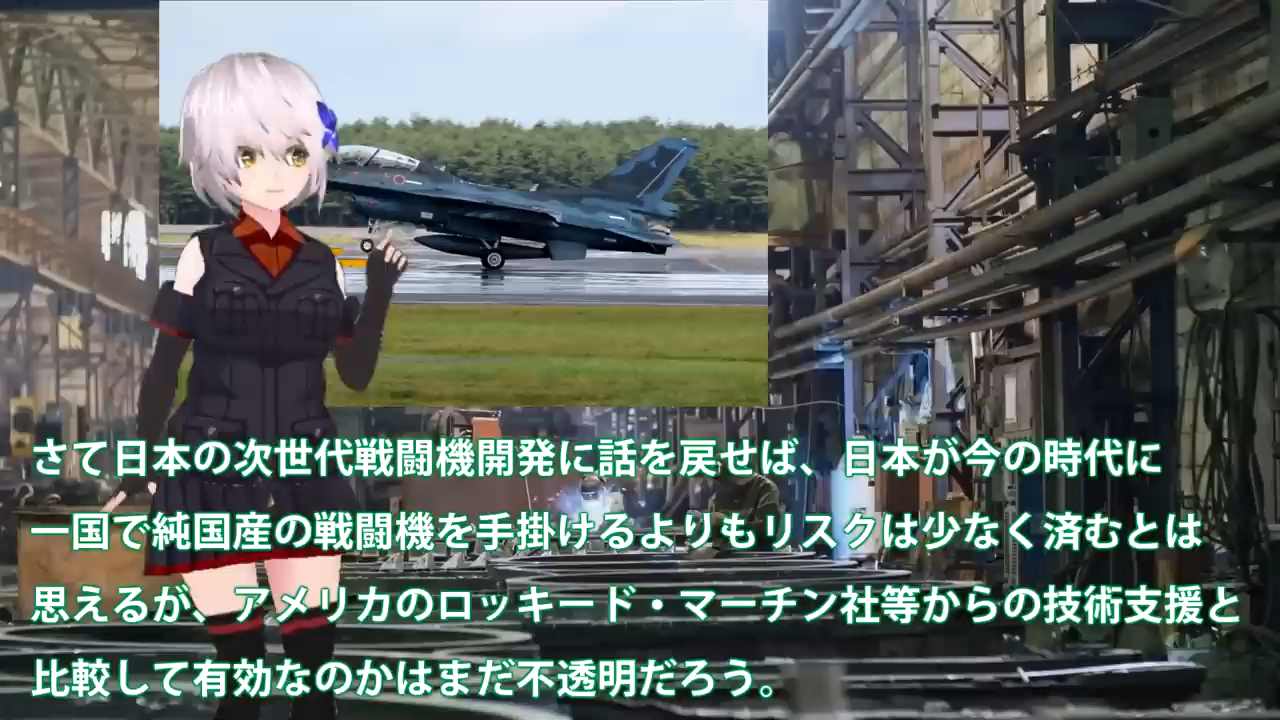 さて日本の次世代戦闘機開発に話を戻せば、日本が今の時代に
一国で純国産の戦闘機を手掛けるよりもリスクは少なく済むとは
思えるが、アメリカのロッキード・マーチン社等からの技術支援と
比較して有効なのかはまだ不透明だろう。